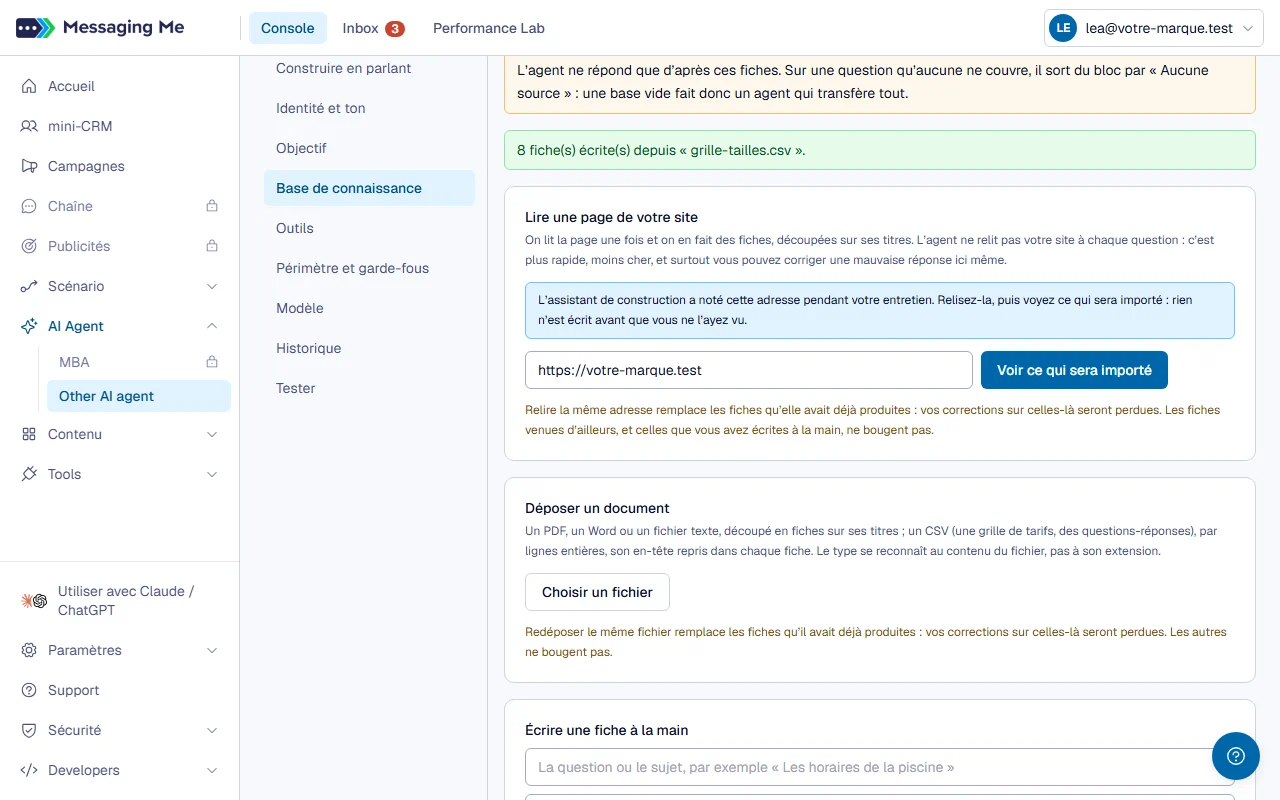 Messaging Me
Console
Inbox 3
Performance Lab
LE lea@votre-marque.test
Accueil
mini-CRM
Campagnes
Chaîne
Publicités
Scénario
AI Agent
MBA
Other AI agent
Contenu
Tools
Utiliser avec Claude /
ChatGPT
Paramètres
Support
Sécurité
Developers
Construire en parlant
Identité et ton
Objectif
Base de connaissance
Outils
Périmètre et garde-fous
Modèle
Historique
Tester
L'agent ne répond que d'après ces fiches. Sur une question qu'aucune ne couvre, il sort du bloc par « Aucune
source » : une base vide fait donc un agent qui transfère tout.
8 fiche(s) écrite(s) depuis « grille-tailles.csv ».
Lire une page de votre site
On lit la page une fois et on en fait des fiches, découpées sur ses titres. L'agent ne relit pas votre site à chaque question : c'est
plus rapide, moins cher, et surtout vous pouvez corriger une mauvaise réponse ici même.
L'assistant de construction a noté cette adresse pendant votre entretien. Relisez-la, puis voyez ce qui sera importé : rien
n'est écrit avant que vous ne l'ayez vu.
https://votre-marque.test
Voir ce qui sera importé
Relire la même adresse remplace les fiches qu'elle avait déjà produites : vos corrections sur celles-là seront perdues. Les fiches
venues d'ailleurs, et celles que vous avez écrites à la main, ne bougent pas.
Déposer un document
Un PDF, un Word ou un fichier texte, découpé en fiches sur ses titres ; un CSV (une grille de tarifs, des questions-réponses), par
lignes entières, son en-tête repris dans chaque fiche. Le type se reconnaît au contenu du fichier, pas à son extension.
Choisir un fichier
Redéposer le même fichier remplace les fiches qu'il avait déjà produites : vos corrections sur celles-là seront perdues. Les autres
ne bougent pas.
Écrire une fiche à la main
La question ou le sujet, par exemple « Les horaires de la piscine »